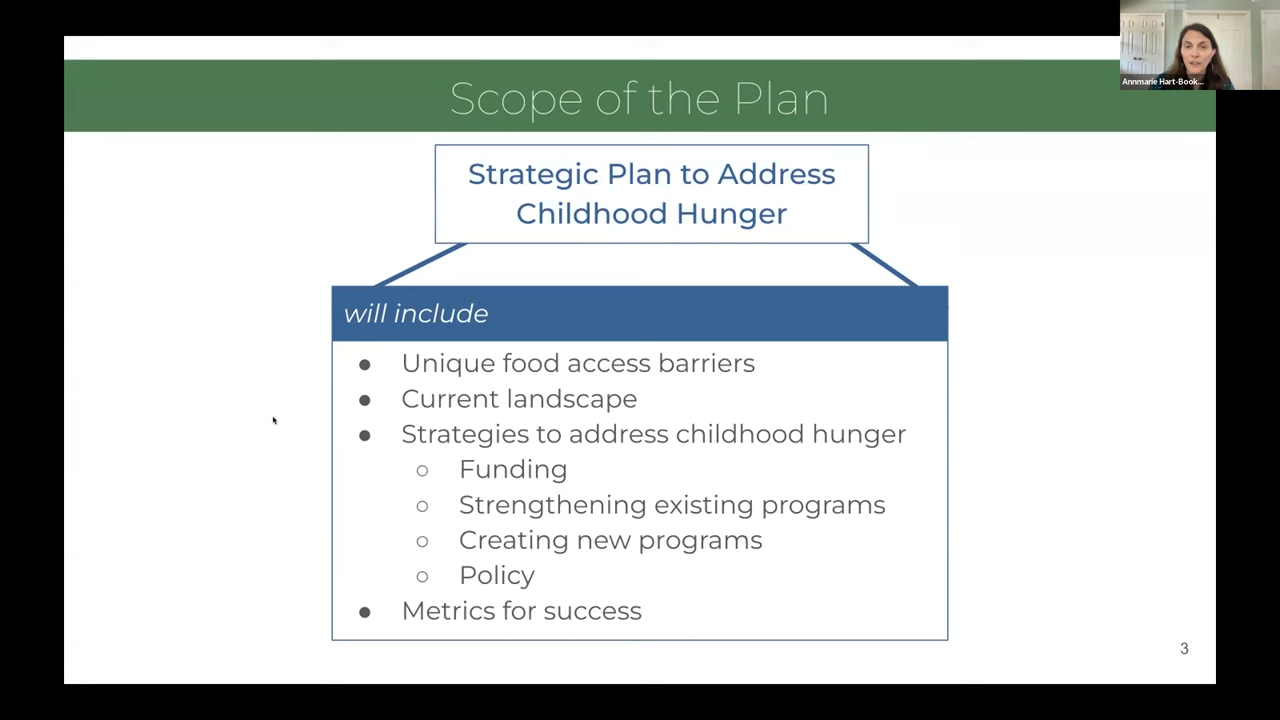 Scope of the Plan
Annmarie Hart-Book...
Strategic Plan to Address
Childhood Hunger
will include
● Unique food access barriers
● Current landscape
● Strategies to address childhood hunger
○ Funding
○ Strengthening existing programs
○ Creating new programs
○ Policy
● Metrics for success
3